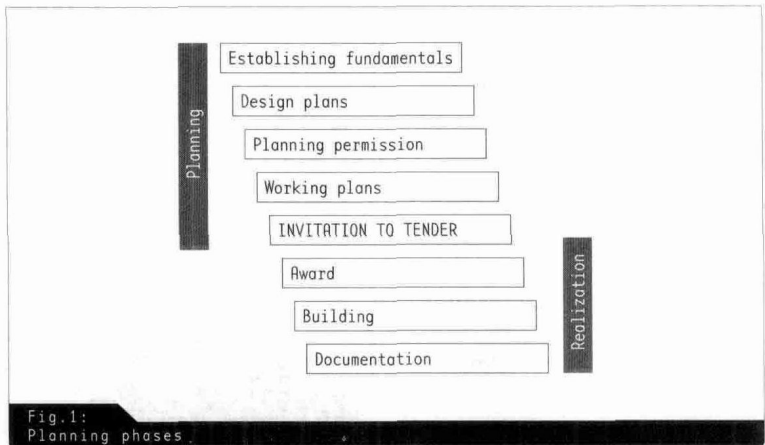 Planning
Establishing fundamentals
Design plans
Planning permission
Working plans
INVITATION TO TENDER
Award
Building
Documentation
Realization
Fig.1:
Planning phases